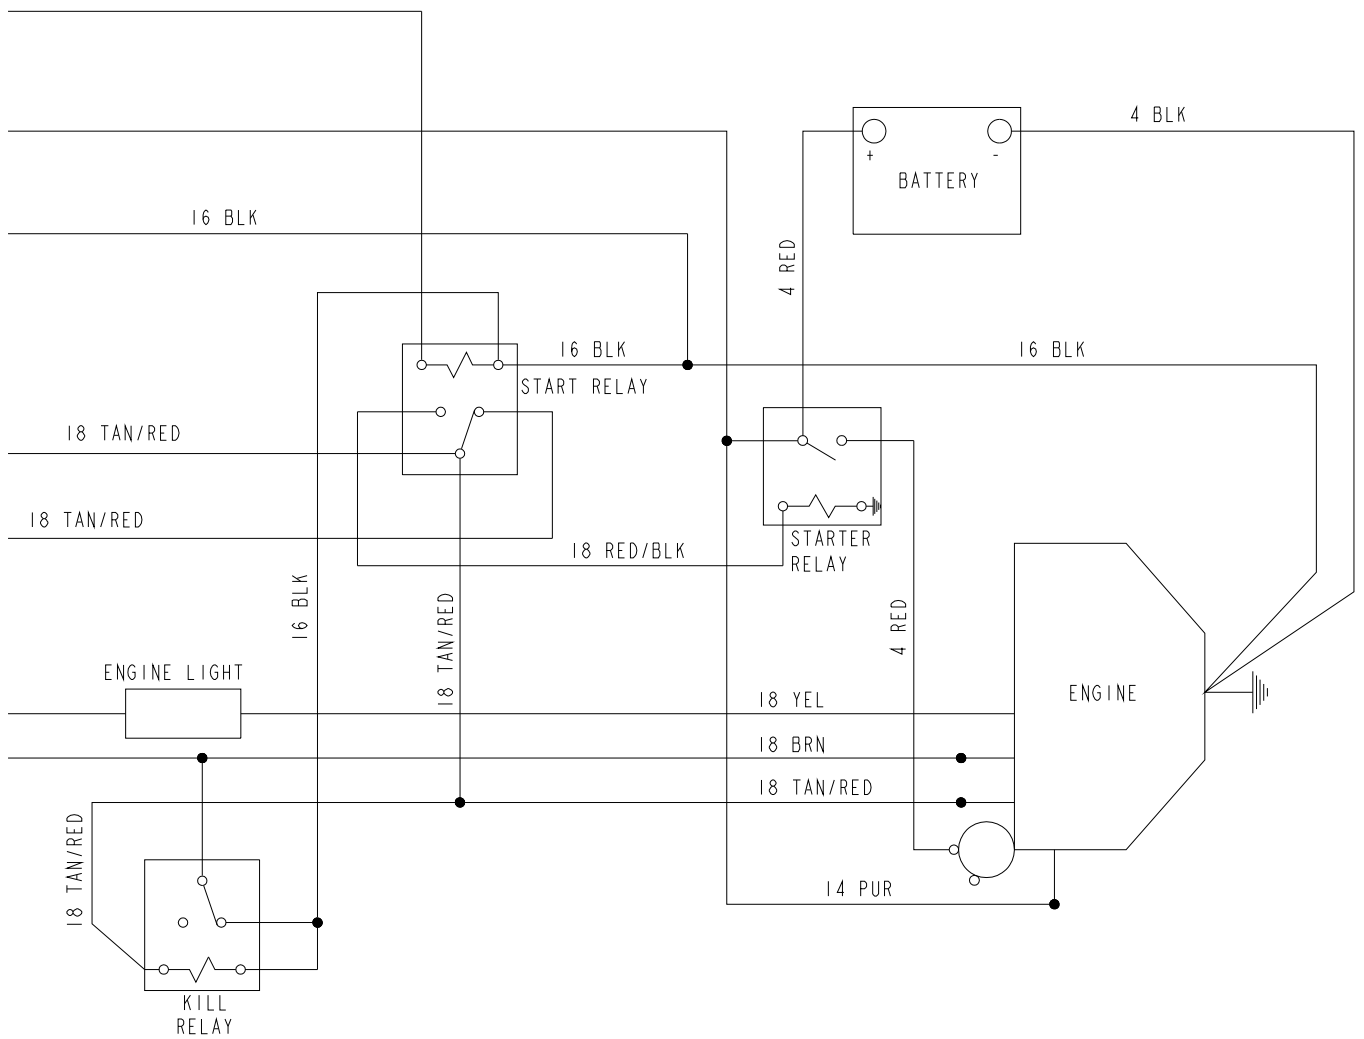 4 BLK
+
-
BATTERY
16 BLK
4 RED
16 BLK
16 BLK
START RELAY
18 TAN/RED
18 TAN/RED
18 RED/BLK
STARTER
RELAY
16 BLK
18 TAN/RED
4 RED
ENGINE LIGHT
18 YEL
ENGINE
18 BRN
18 TAN/RED
18 TAN/RED
14 PUR
KILL
RELAY